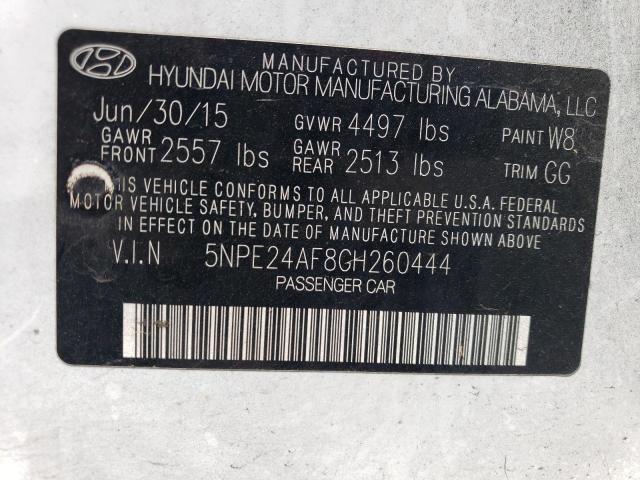 MANUFACTURED BY
HYUNDAI MOTOR MANUFACTURING ALABAMA, LLC
Jun/30/15 GVWR 4497 lbs PAINT W8
GAWR FRONT 2557 lbs GAWR REAR 2513 lbs TRIM GG
IS VEHICLE CONFORMS TO ALL APPLICABLE U.S.A. FEDERAL
MOTOR VEHICLE SAFETY, BUMPER, AND THEFT PREVENTION STANDARDS
IN EFFECT ON THE DATE OF MANUFACTURE SHOWN ABOVE
V.I.N 5NPE24AF8GH260444
PASSENGER CAR